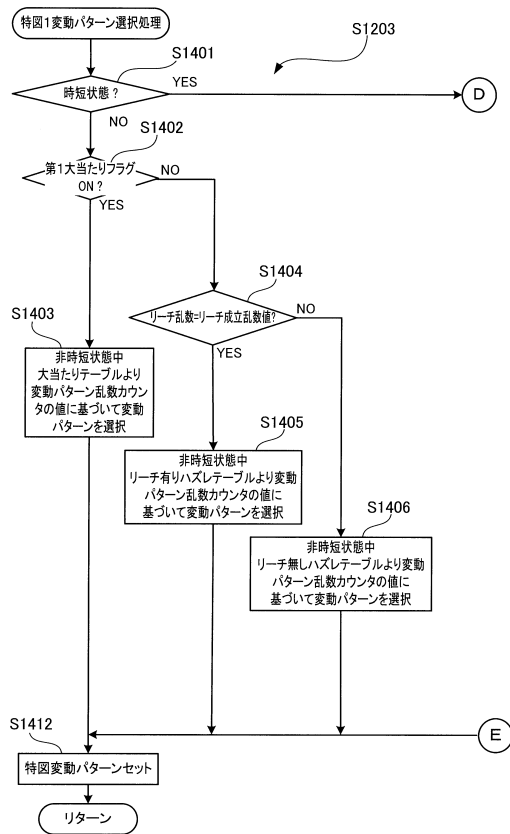 特図1変動パターン選択処理
S1203
S1401
時短状態？
YES
D
NO
S1402
第1大当たりフラグ
ON？
NO
YES
S1404
リーチ乱数=リーチ成立乱数値?
NO
YES
S1403
非時短状態中
大当たりテーブルより
変動パターン乱数カウン
タの値に基づいて変動
パターンを選択
S1405
非時短状態中
リーチ有りハズレテーブルより変動
パターン乱数カウンタの値に
基づいて変動パターンを選択
S1406
非時短状態中
リーチ無しハズレテーブルより変動
パターン乱数カウンタの値に
基づいて変動パターンを選択
E
S1412
特図変動パターンセット
リターン